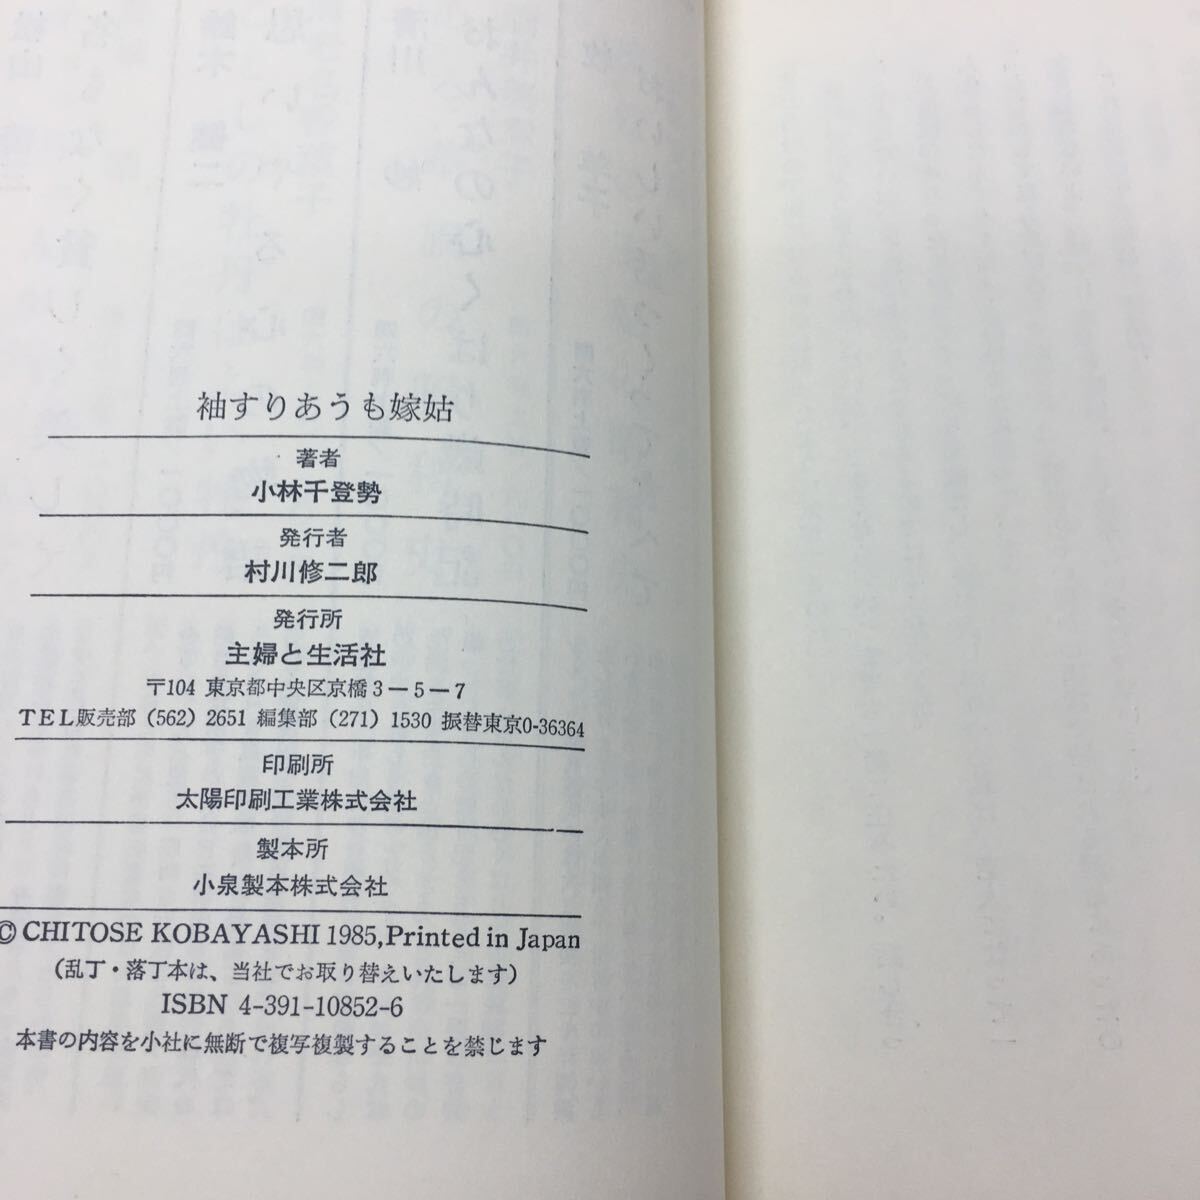 袖すりあうも嫁姑
著者
小林千登勢
発行者
村川修二郎
発行所
主婦と生活社
〒104 東京都中央区京橋3−5−7
TEL販売部(562)2651 編集部(271)1530 振替東京0-36364
印刷所
太陽印刷工業株式会社
製本所
小泉製本株式会社
© CHITOSE KOBAYASHI 1985, Printed in Japan
(乱丁・落丁本は、当社でお取り替えいたします)
ISBN 4-391-10852-6
本書の内容を小社に無断で複写複製することを禁じます